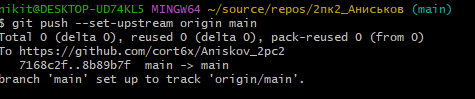 nikit@DESKTOP-UD74KL5 MINGW64 ~/source/repos/2пк2_Аниськов (main)
$ git push --set-upstream origin main
Total 0 (delta 0), reused 0 (delta 0), pack-reused 0 (from 0)
To https://github.com/cort6x/Aniskov_2pc2
   7168c2f..8b89b7f  main -> main
branch 'main' set up to track 'origin/main'.